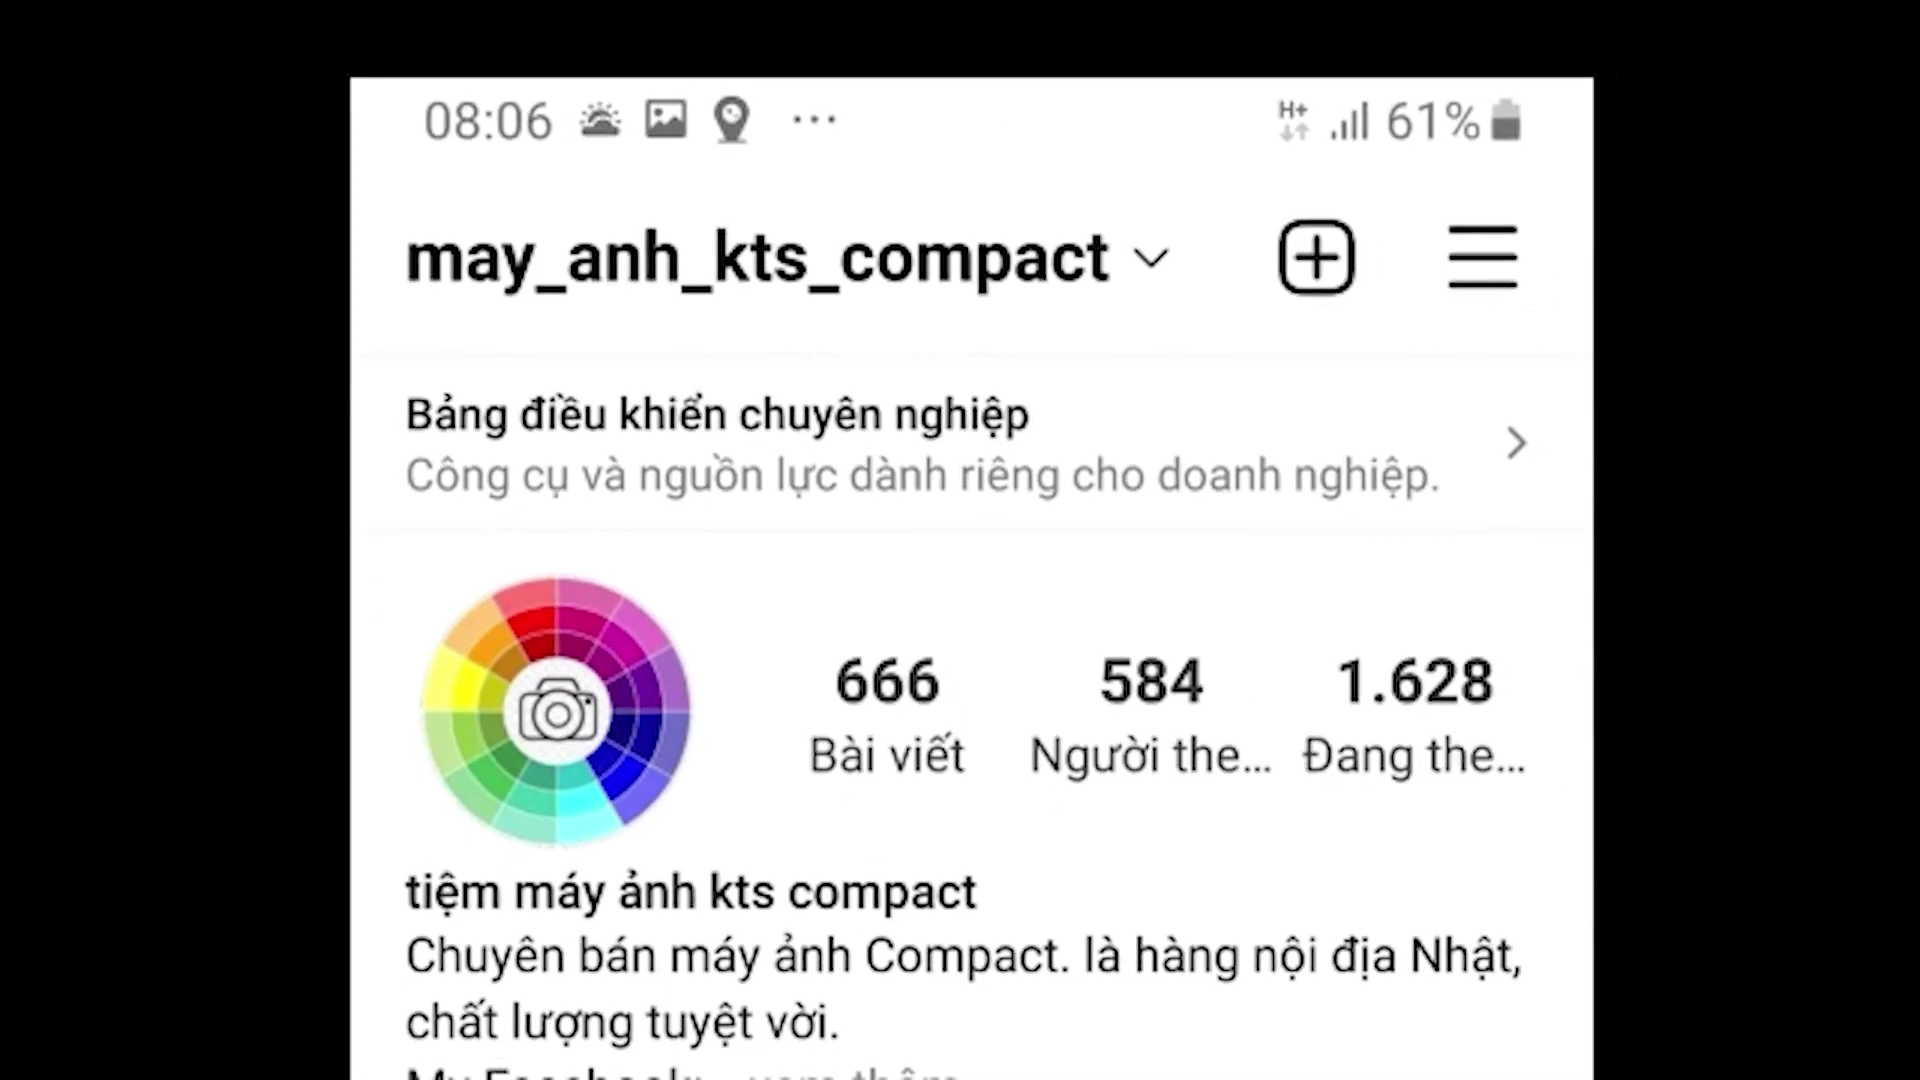 08:06 ... H+ 61%
may_anh_kts_compact
Bảng điều khiển chuyên nghiệp
Công cụ và nguồn lực dành riêng cho doanh nghiệp.
666 584 1.628
Bài viết Người the... Đang the...
tiệm máy ảnh kts compact
Chuyên bán máy ảnh Compact. là hàng nội địa Nhật,
chất lượng tuyệt vời.